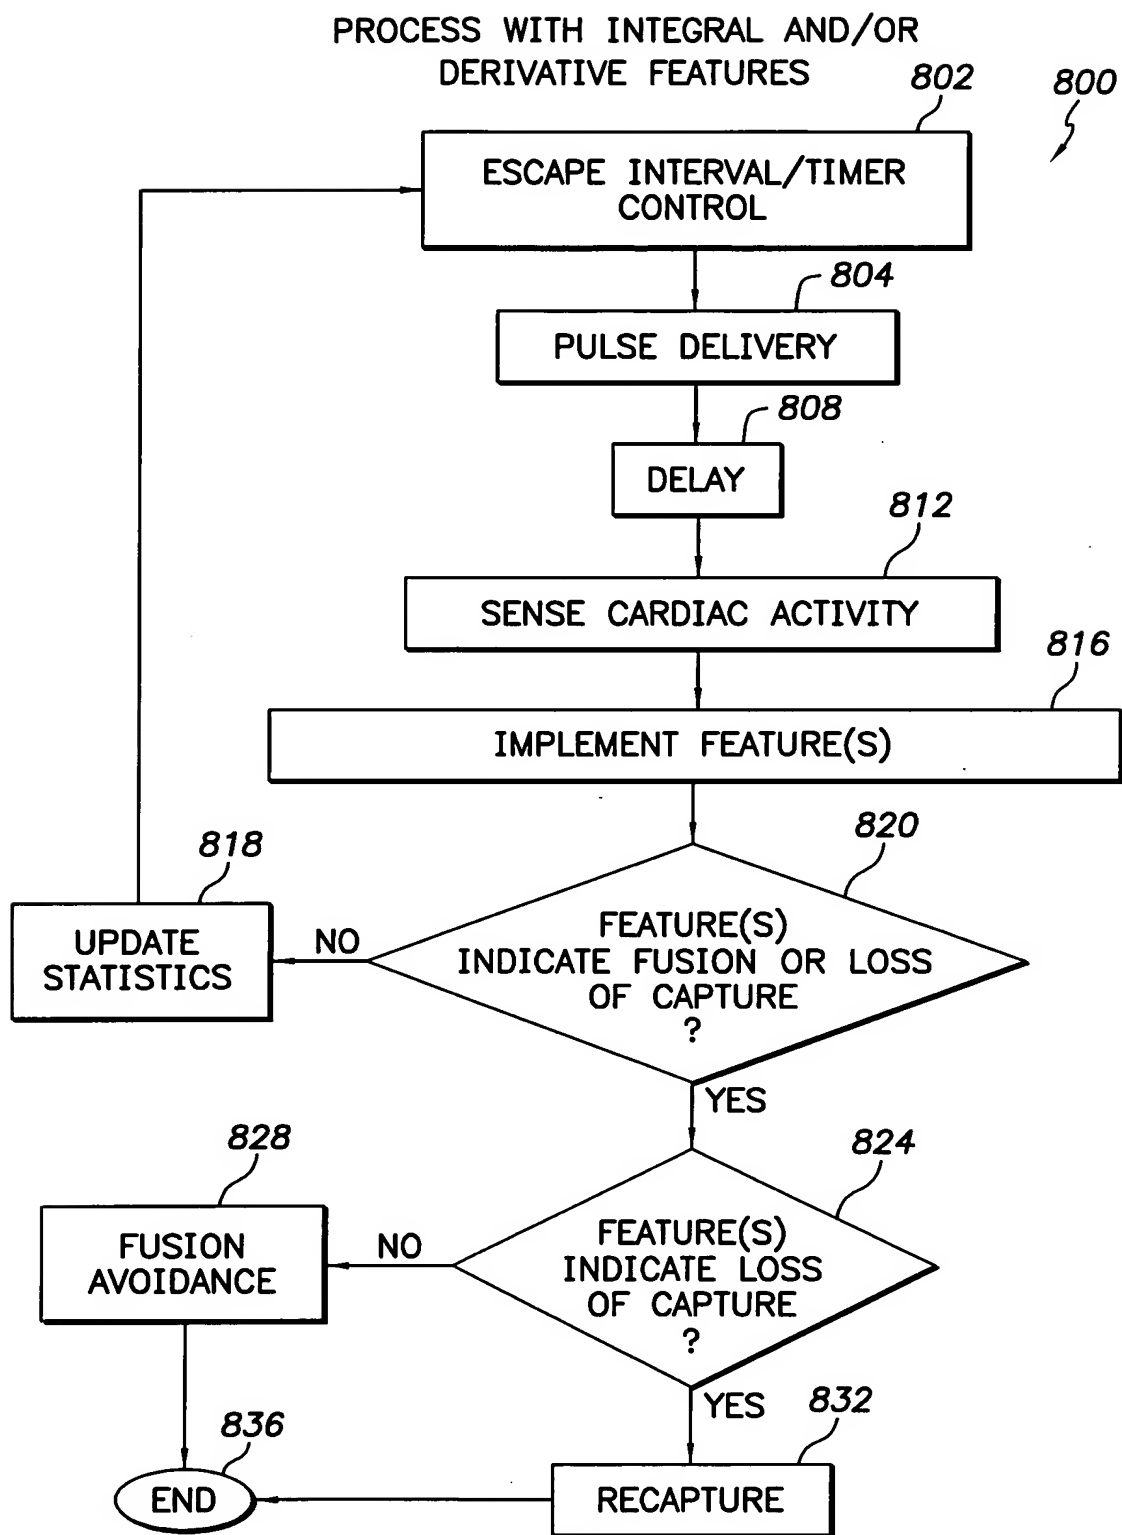 PROCESS WITH INTEGRAL AND/OR
DERIVATIVE FEATURES
802
800
ESCAPE INTERVAL/TIMER
CONTROL
804
PULSE DELIVERY
808
DELAY
812
SENSE CARDIAC ACTIVITY
816
IMPLEMENT FEATURE(S)
820
818
FEATURE(S)
INDICATE FUSION OR LOSS
OF CAPTURE
?
NO
UPDATE
STATISTICS
YES
828
824
FEATURE(S)
INDICATE LOSS
OF CAPTURE
?
NO
FUSION
AVOIDANCE
YES
832
836
END
RECAPTURE